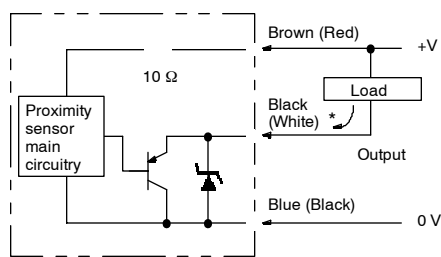 Brown (Red)
+V
10 Ω
Load
Proximity
sensor
main
circuitry
Black
(White)
*
Output
Blue (Black)
0 V